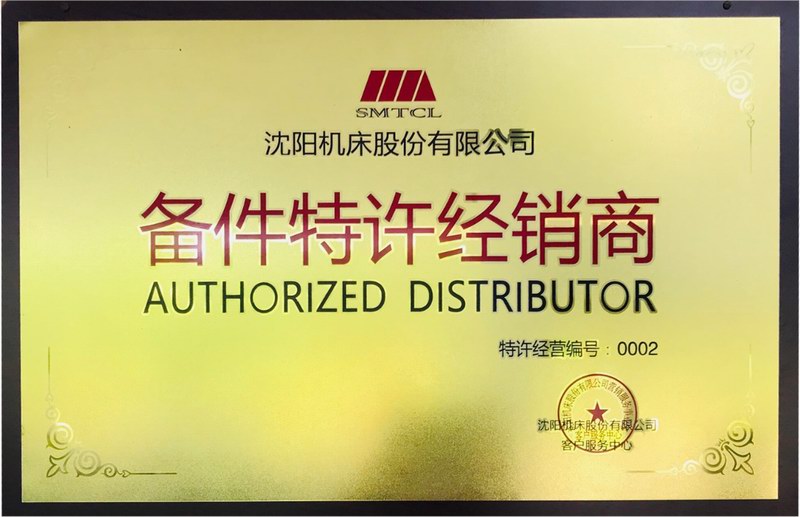 SMTCL
沈阳机床股份有限公司
备件特许经销商
AUTHORIZED DISTRIBUTOR
特许经营编号：0002
沈阳机床股份有限公司
客户服务中心